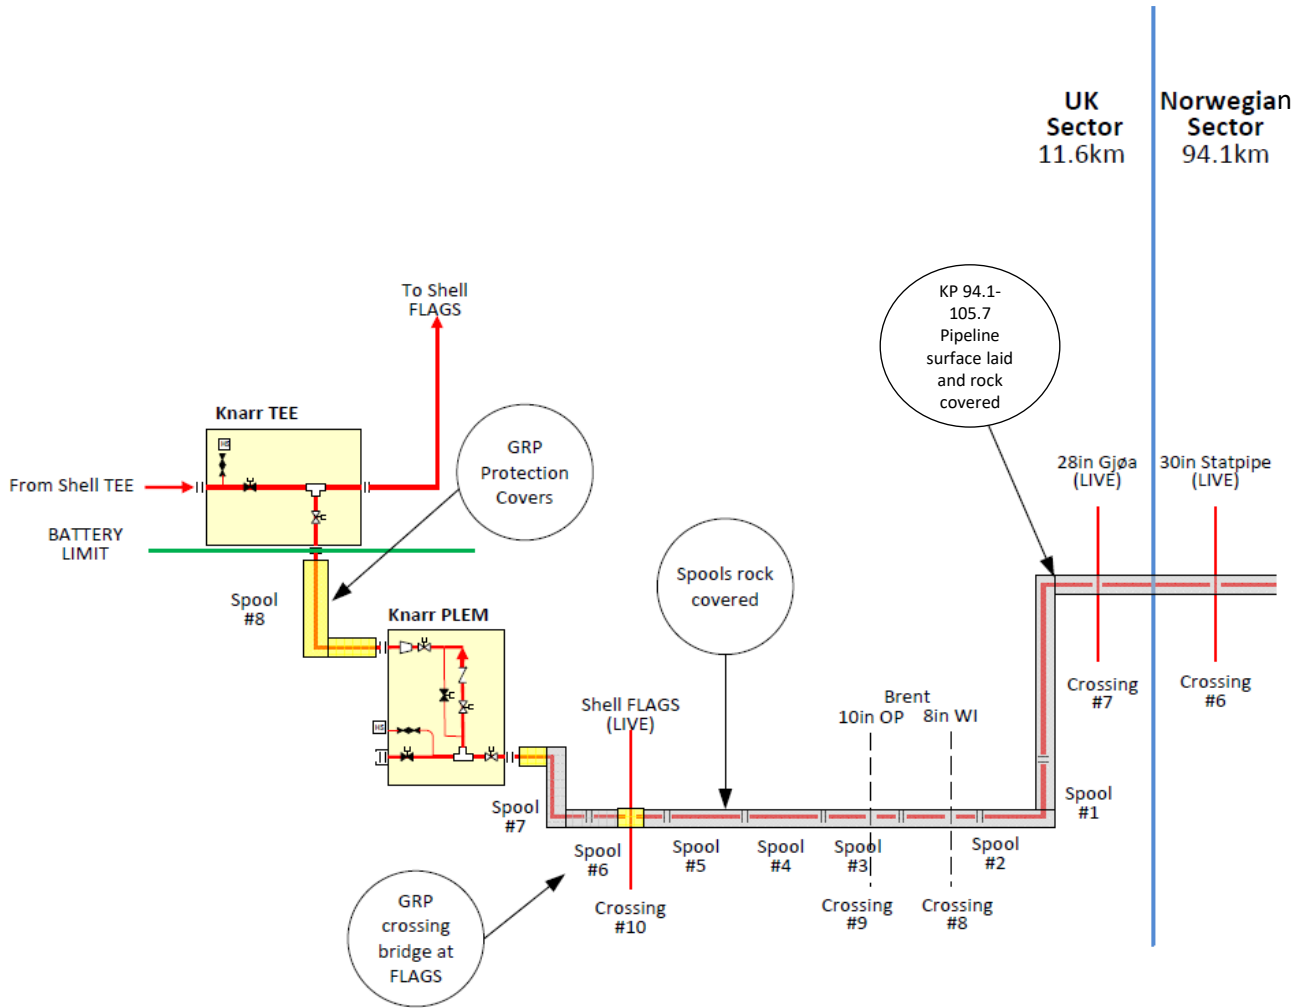 UK
Sector
11.6km
Norwegian
Sector
94.1km
KP 94.1-
105.7
Pipeline
surface laid
and rock
covered
To Shell
FLAGS
Knarr TEE
HS
From Shell TEE
BATTERY
LIMIT
GRP
Protection
Covers
28in Gjøa
(LIVE)
30in Statpipe
(LIVE)
Spools rock
covered
Spool
#8
Knarr PLEM
HS
Shell FLAGS
(LIVE)
Brent
10in OP
8in WI
Crossing
#7
Crossing
#6
Spool
#7
Spool
#1
Spool
#6
Spool
#5
Spool
#4
Spool
#3
Spool
#2
Crossing
#10
Crossing
#9
Crossing
#8
GRP
crossing
bridge at
FLAGS